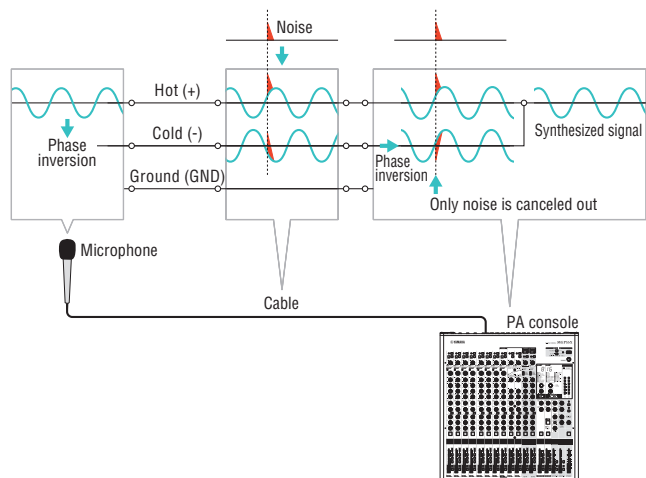 Noise
Hot (+)
Cold (-)
Phase
inversion
Ground (GND)
Phase
inversion
Synthesized signal
Only noise is canceled out
Microphone
Cable
PA console
YAMAHA